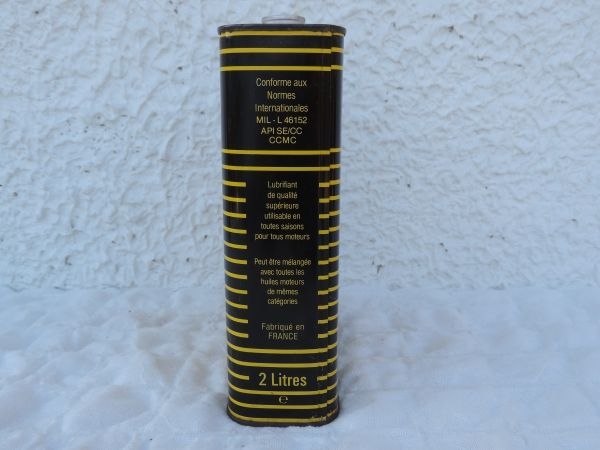 Conforme aux
Normes
Internationales
MIL - L 46152
API SE/CC
CCMC
Lubrifiant
de qualité
supérieure
utilisable en
toutes saisons
pour tous moteurs
Peut être mélangée
avec toutes les
huiles moteurs
de mêmes
catégories
Fabriqué en
FRANCE
2 Litres
℮